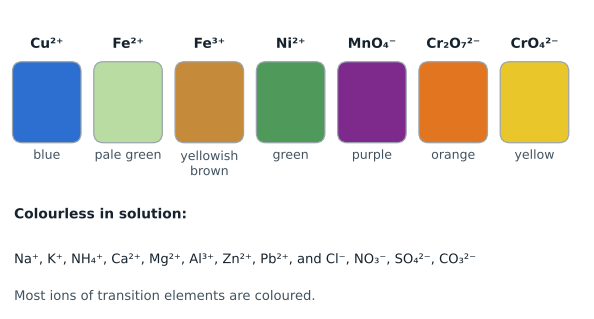 Cu²⁺ Fe²⁺ Fe³⁺ Ni²⁺ MnO₄⁻ Cr₂O₇²⁻ CrO₄²⁻
blue pale green yellowish brown green purple orange yellow
Colourless in solution:
Na⁺, K⁺, NH₄⁺, Ca²⁺, Mg²⁺, Al³⁺, Zn²⁺, Pb²⁺, and Cl⁻, NO₃⁻, SO₄²⁻, CO₃²⁻
Most ions of transition elements are coloured.